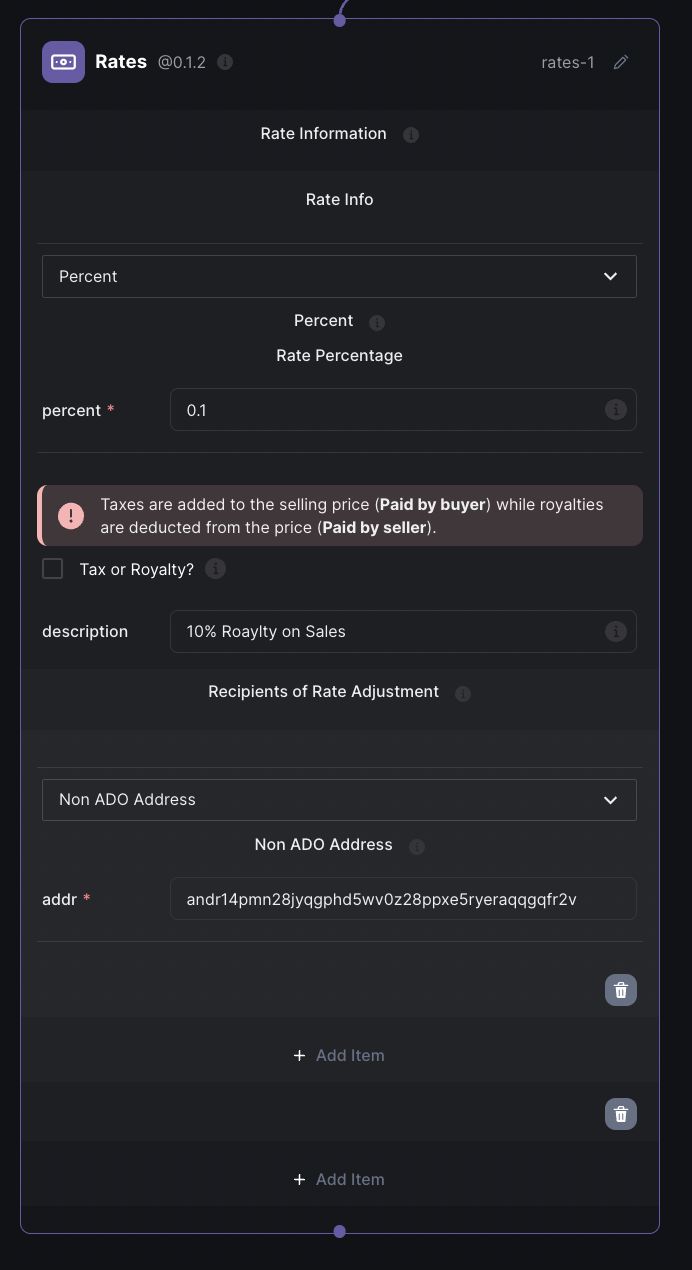 Rates @0.1.2 rates-1
Rate Information
Rate Info
Percent
Percent
Rate Percentage
percent * 0.1
Taxes are added to the selling price (Paid by buyer) while royalties
are deducted from the price (Paid by seller).
Tax or Royalty?
description 10% Roaylty on Sales
Recipients of Rate Adjustment
Non ADO Address
Non ADO Address
addr * andr14pmn28jyqgphd5wv0z28ppxe5ryeraqqgqfr2v
+ Add Item
+ Add Item